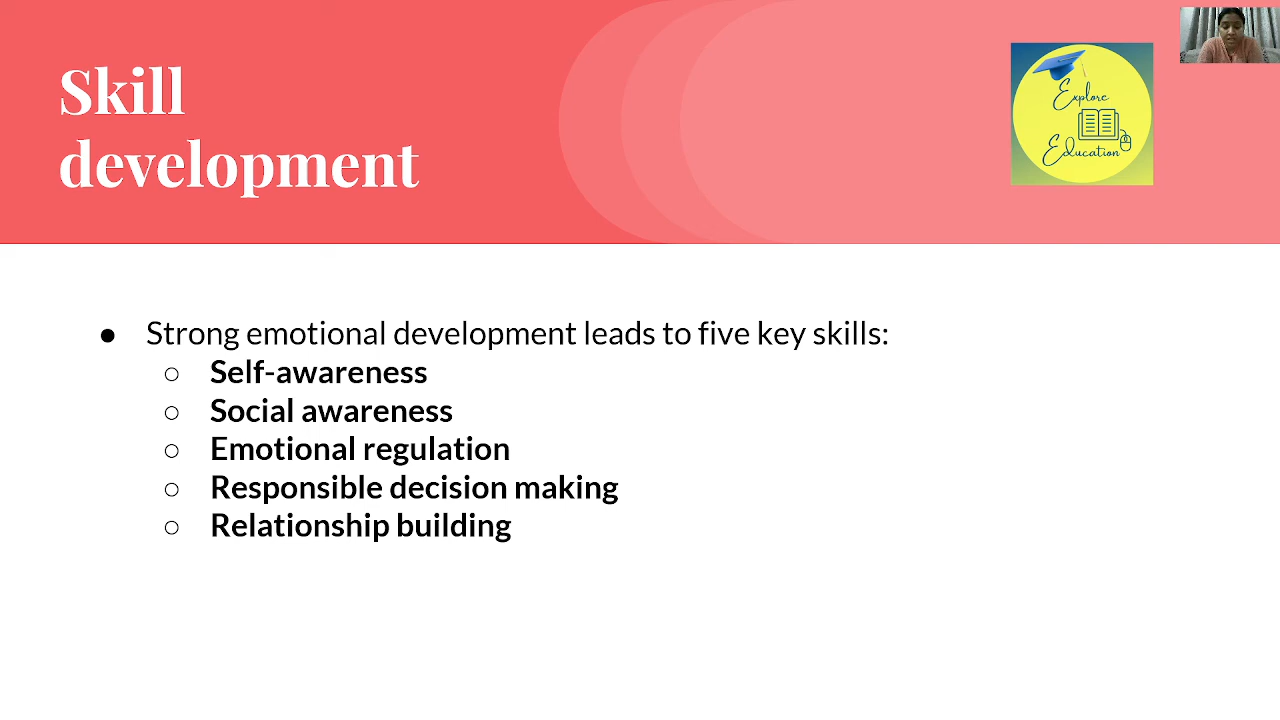 Skill
development
Explore
Education
● Strong emotional development leads to five key skills:
○ Self-awareness
○ Social awareness
○ Emotional regulation
○ Responsible decision making
○ Relationship building